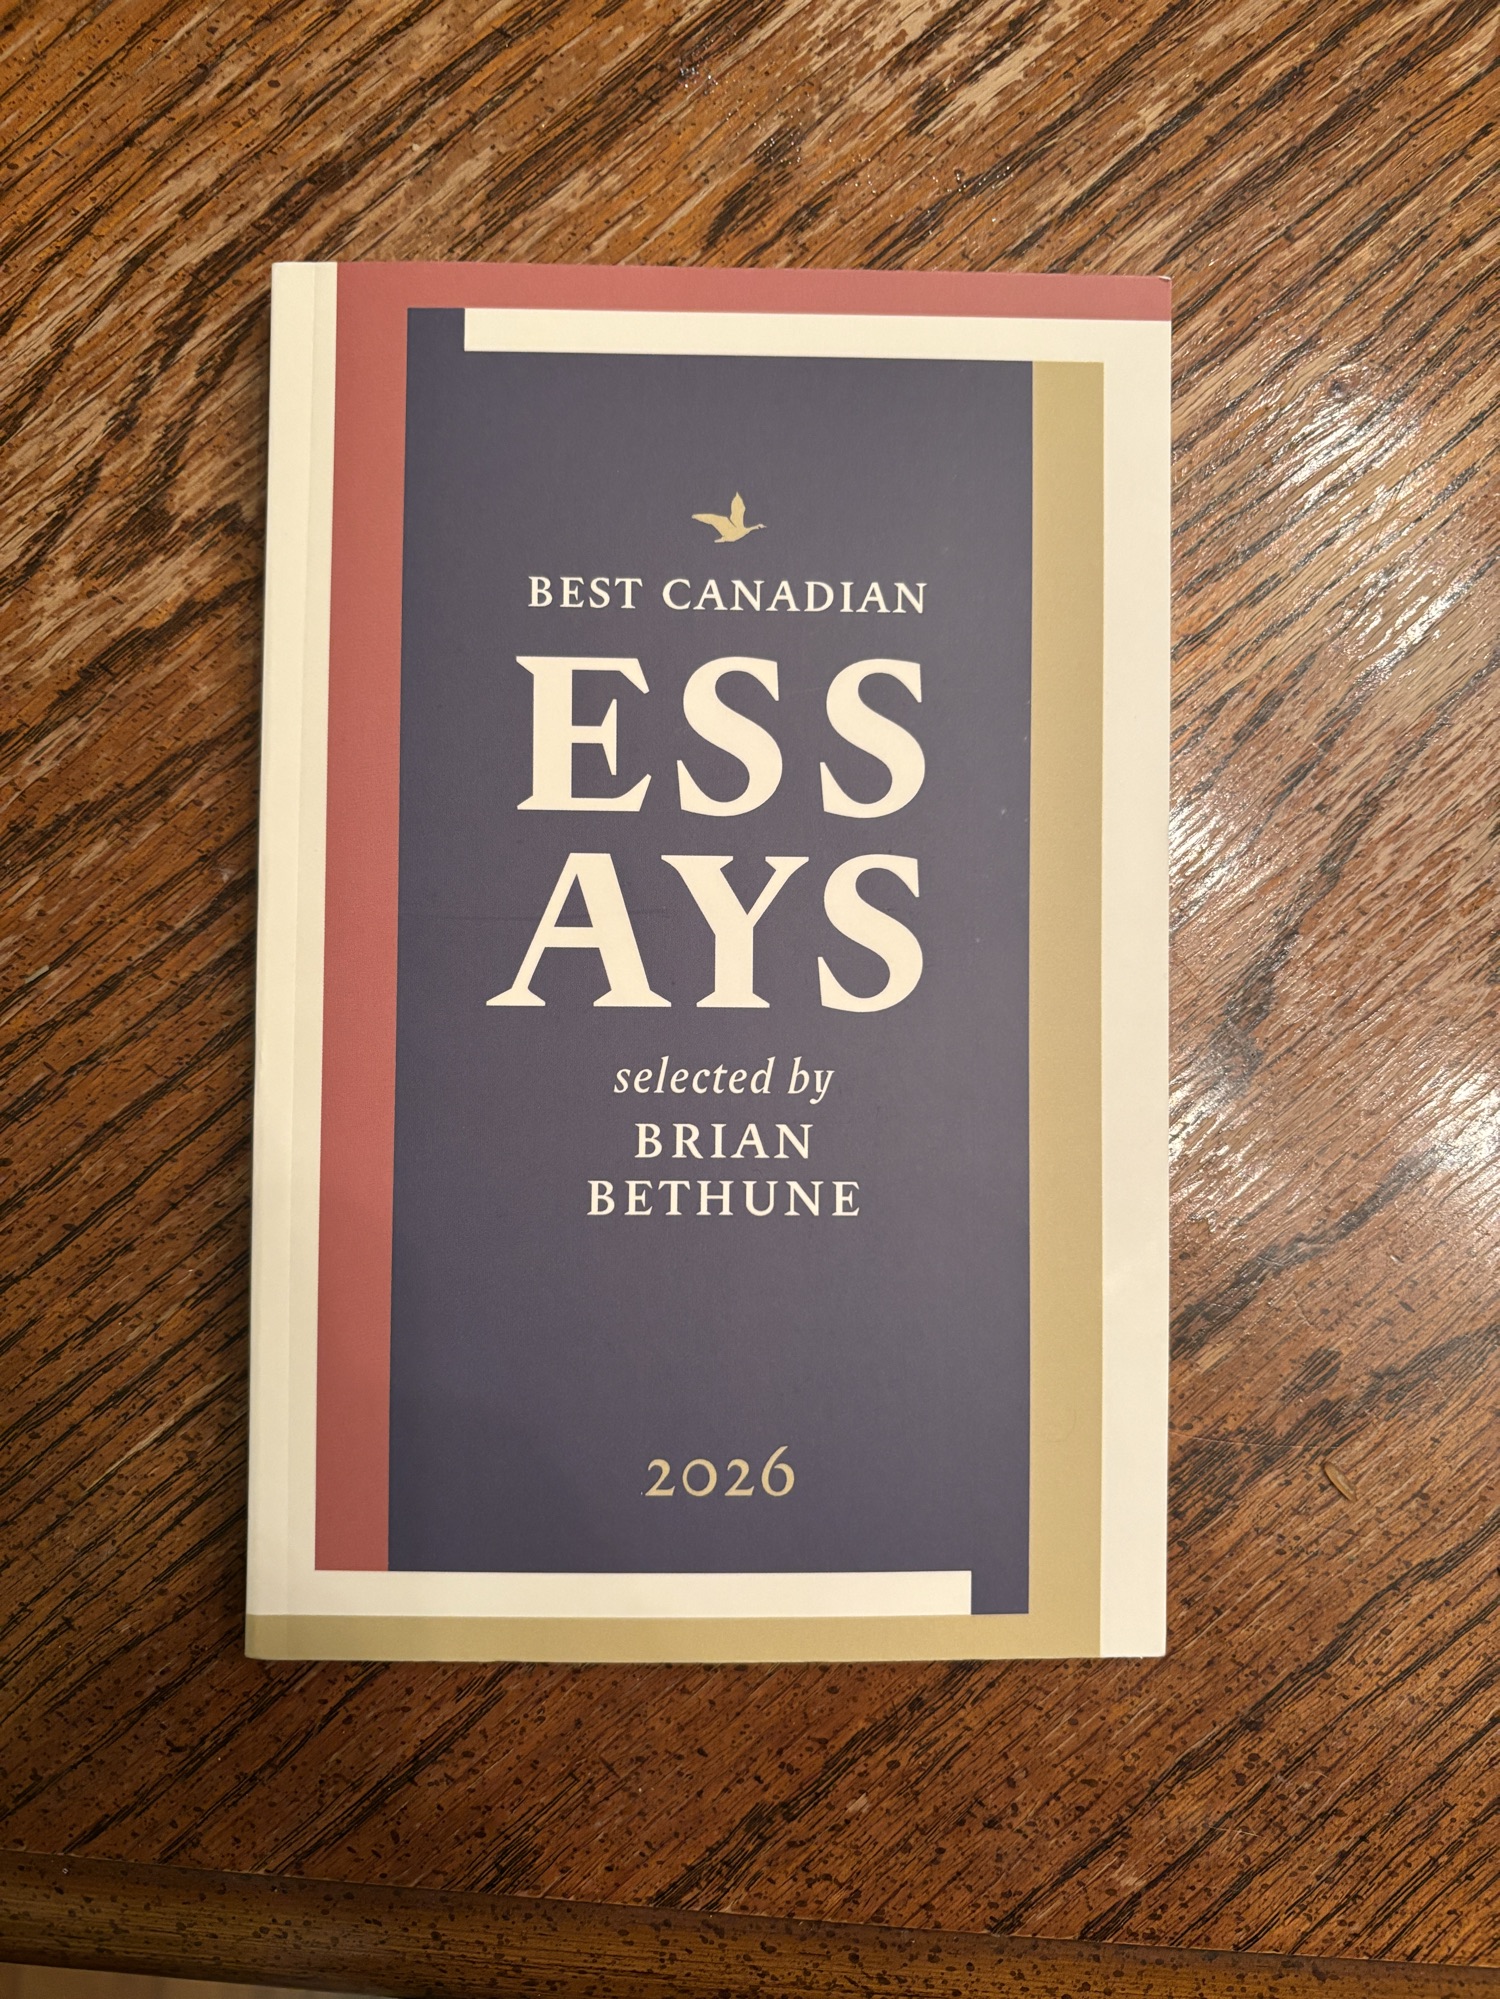 BEST CANADIAN
ESS
AYS
selected by
BRIAN
BETHUNE
2026